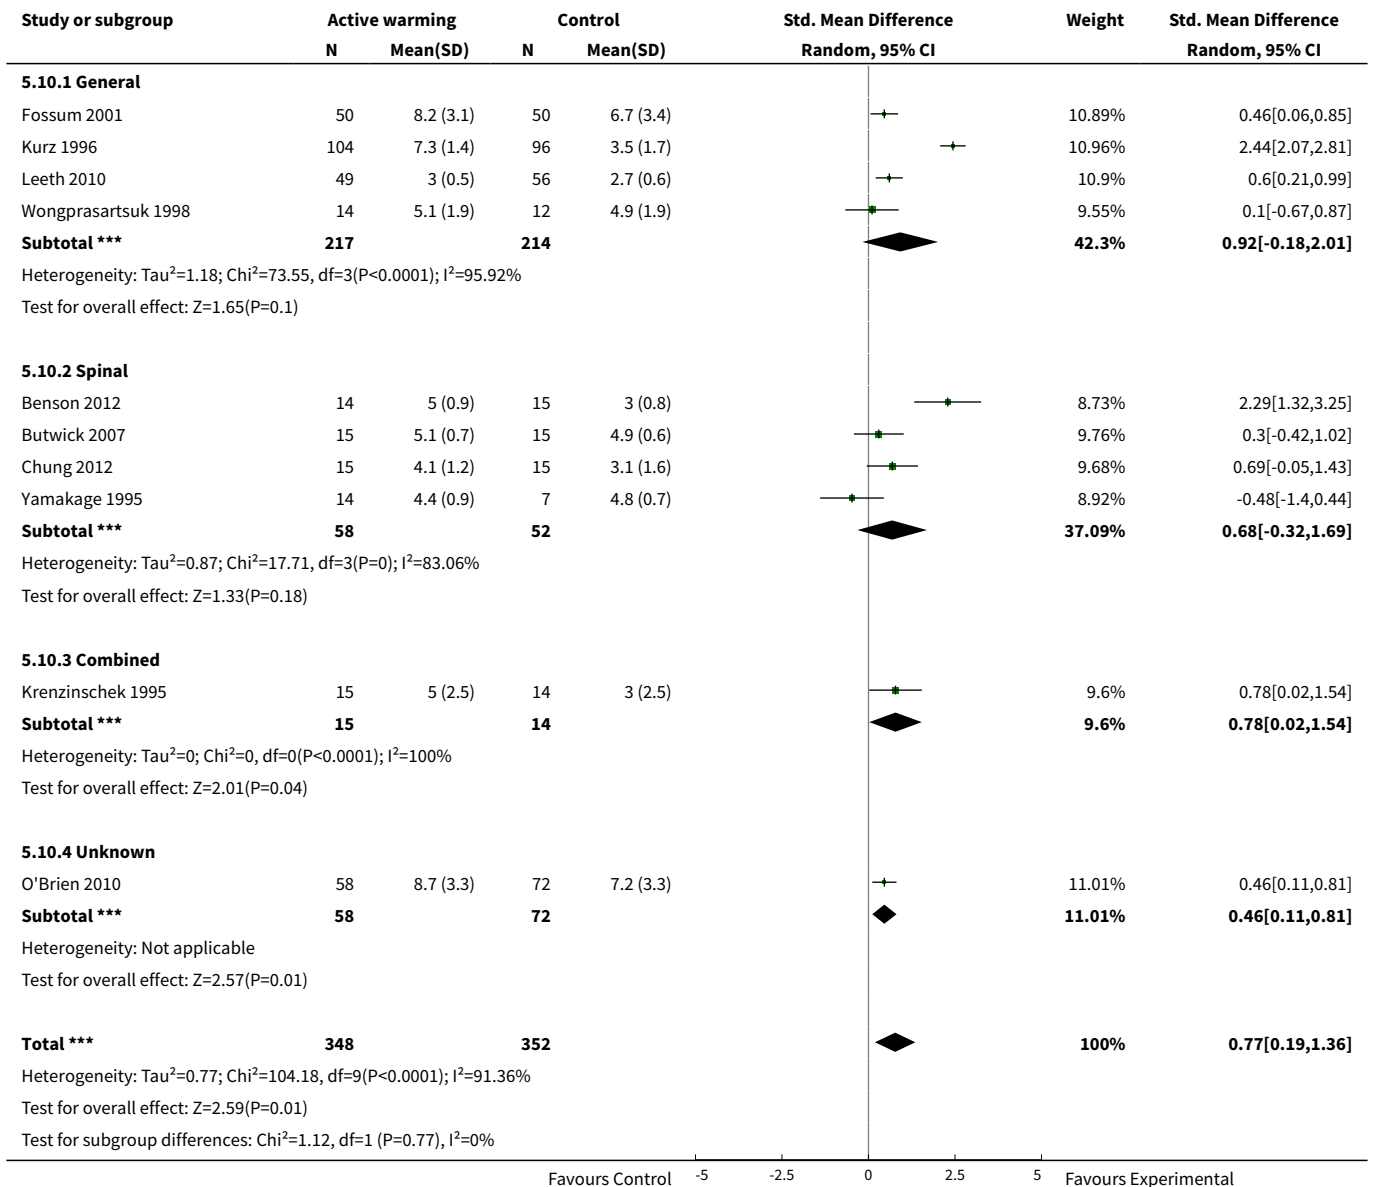 Study or subgroup Active warming Control Std. Mean Difference Weight Std. Mean Difference
N Mean(SD) N Mean(SD) Random, 95% CI Random, 95% CI
5.10.1 General
Fossum 2001 50 8.2 (3.1) 50 6.7 (3.4) 10.89% 0.46[0.06,0.85]
Kurz 1996 104 7.3 (1.4) 96 3.5 (1.7) 10.96% 2.44[2.07,2.81]
Leeth 2010 49 3 (0.5) 56 2.7 (0.6) 10.9% 0.6[0.21,0.99]
Wongprasartsuk 1998 14 5.1 (1.9) 12 4.9 (1.9) 9.55% 0.1[-0.67,0.87]
Subtotal *** 217 214 42.3% 0.92[-0.18,2.01]
Heterogeneity: Tau²=1.18; Chi²=73.55, df=3(P<0.0001); I²=95.92%
Test for overall effect: Z=1.65(P=0.1)
5.10.2 Spinal
Benson 2012 14 5 (0.9) 15 3 (0.8) 8.73% 2.29[1.32,3.25]
Butwick 2007 15 5.1 (0.7) 15 4.9 (0.6) 9.76% 0.3[-0.42,1.02]
Chung 2012 15 4.1 (1.2) 15 3.1 (1.6) 9.68% 0.69[-0.05,1.43]
Yamakage 1995 14 4.4 (0.9) 7 4.8 (0.7) 8.92% -0.48[-1.4,0.44]
Subtotal *** 58 52 37.09% 0.68[-0.32,1.69]
Heterogeneity: Tau²=0.87; Chi²=17.71, df=3(P=0); I²=83.06%
Test for overall effect: Z=1.33(P=0.18)
5.10.3 Combined
Krenzinschek 1995 15 5 (2.5) 14 3 (2.5) 9.6% 0.78[0.02,1.54]
Subtotal *** 15 14 9.6% 0.78[0.02,1.54]
Heterogeneity: Tau²=0; Chi²=0, df=0(P<0.0001); I²=100%
Test for overall effect: Z=2.01(P=0.04)
5.10.4 Unknown
O'Brien 2010 58 8.7 (3.3) 72 7.2 (3.3) 11.01% 0.46[0.11,0.81]
Subtotal *** 58 72 11.01% 0.46[0.11,0.81]
Heterogeneity: Not applicable
Test for overall effect: Z=2.57(P=0.01)
Total *** 348 352 100% 0.77[0.19,1.36]
Heterogeneity: Tau²=0.77; Chi²=104.18, df=9(P<0.0001); I²=91.36%
Test for overall effect: Z=2.59(P=0.01)
Test for subgroup differences: Chi²=1.12, df=1 (P=0.77), I²=0%
Favours Control -5 -2.5 0 2.5 5 Favours Experimental